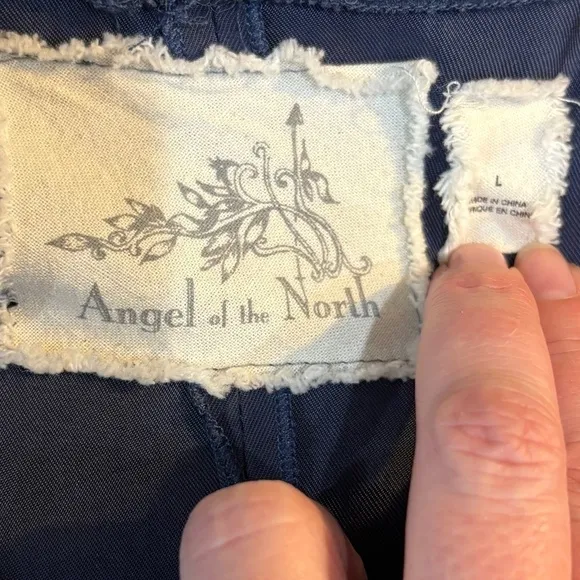 Angel of the North
L
MADE IN CHINA
FABRIQUE EN CHINE